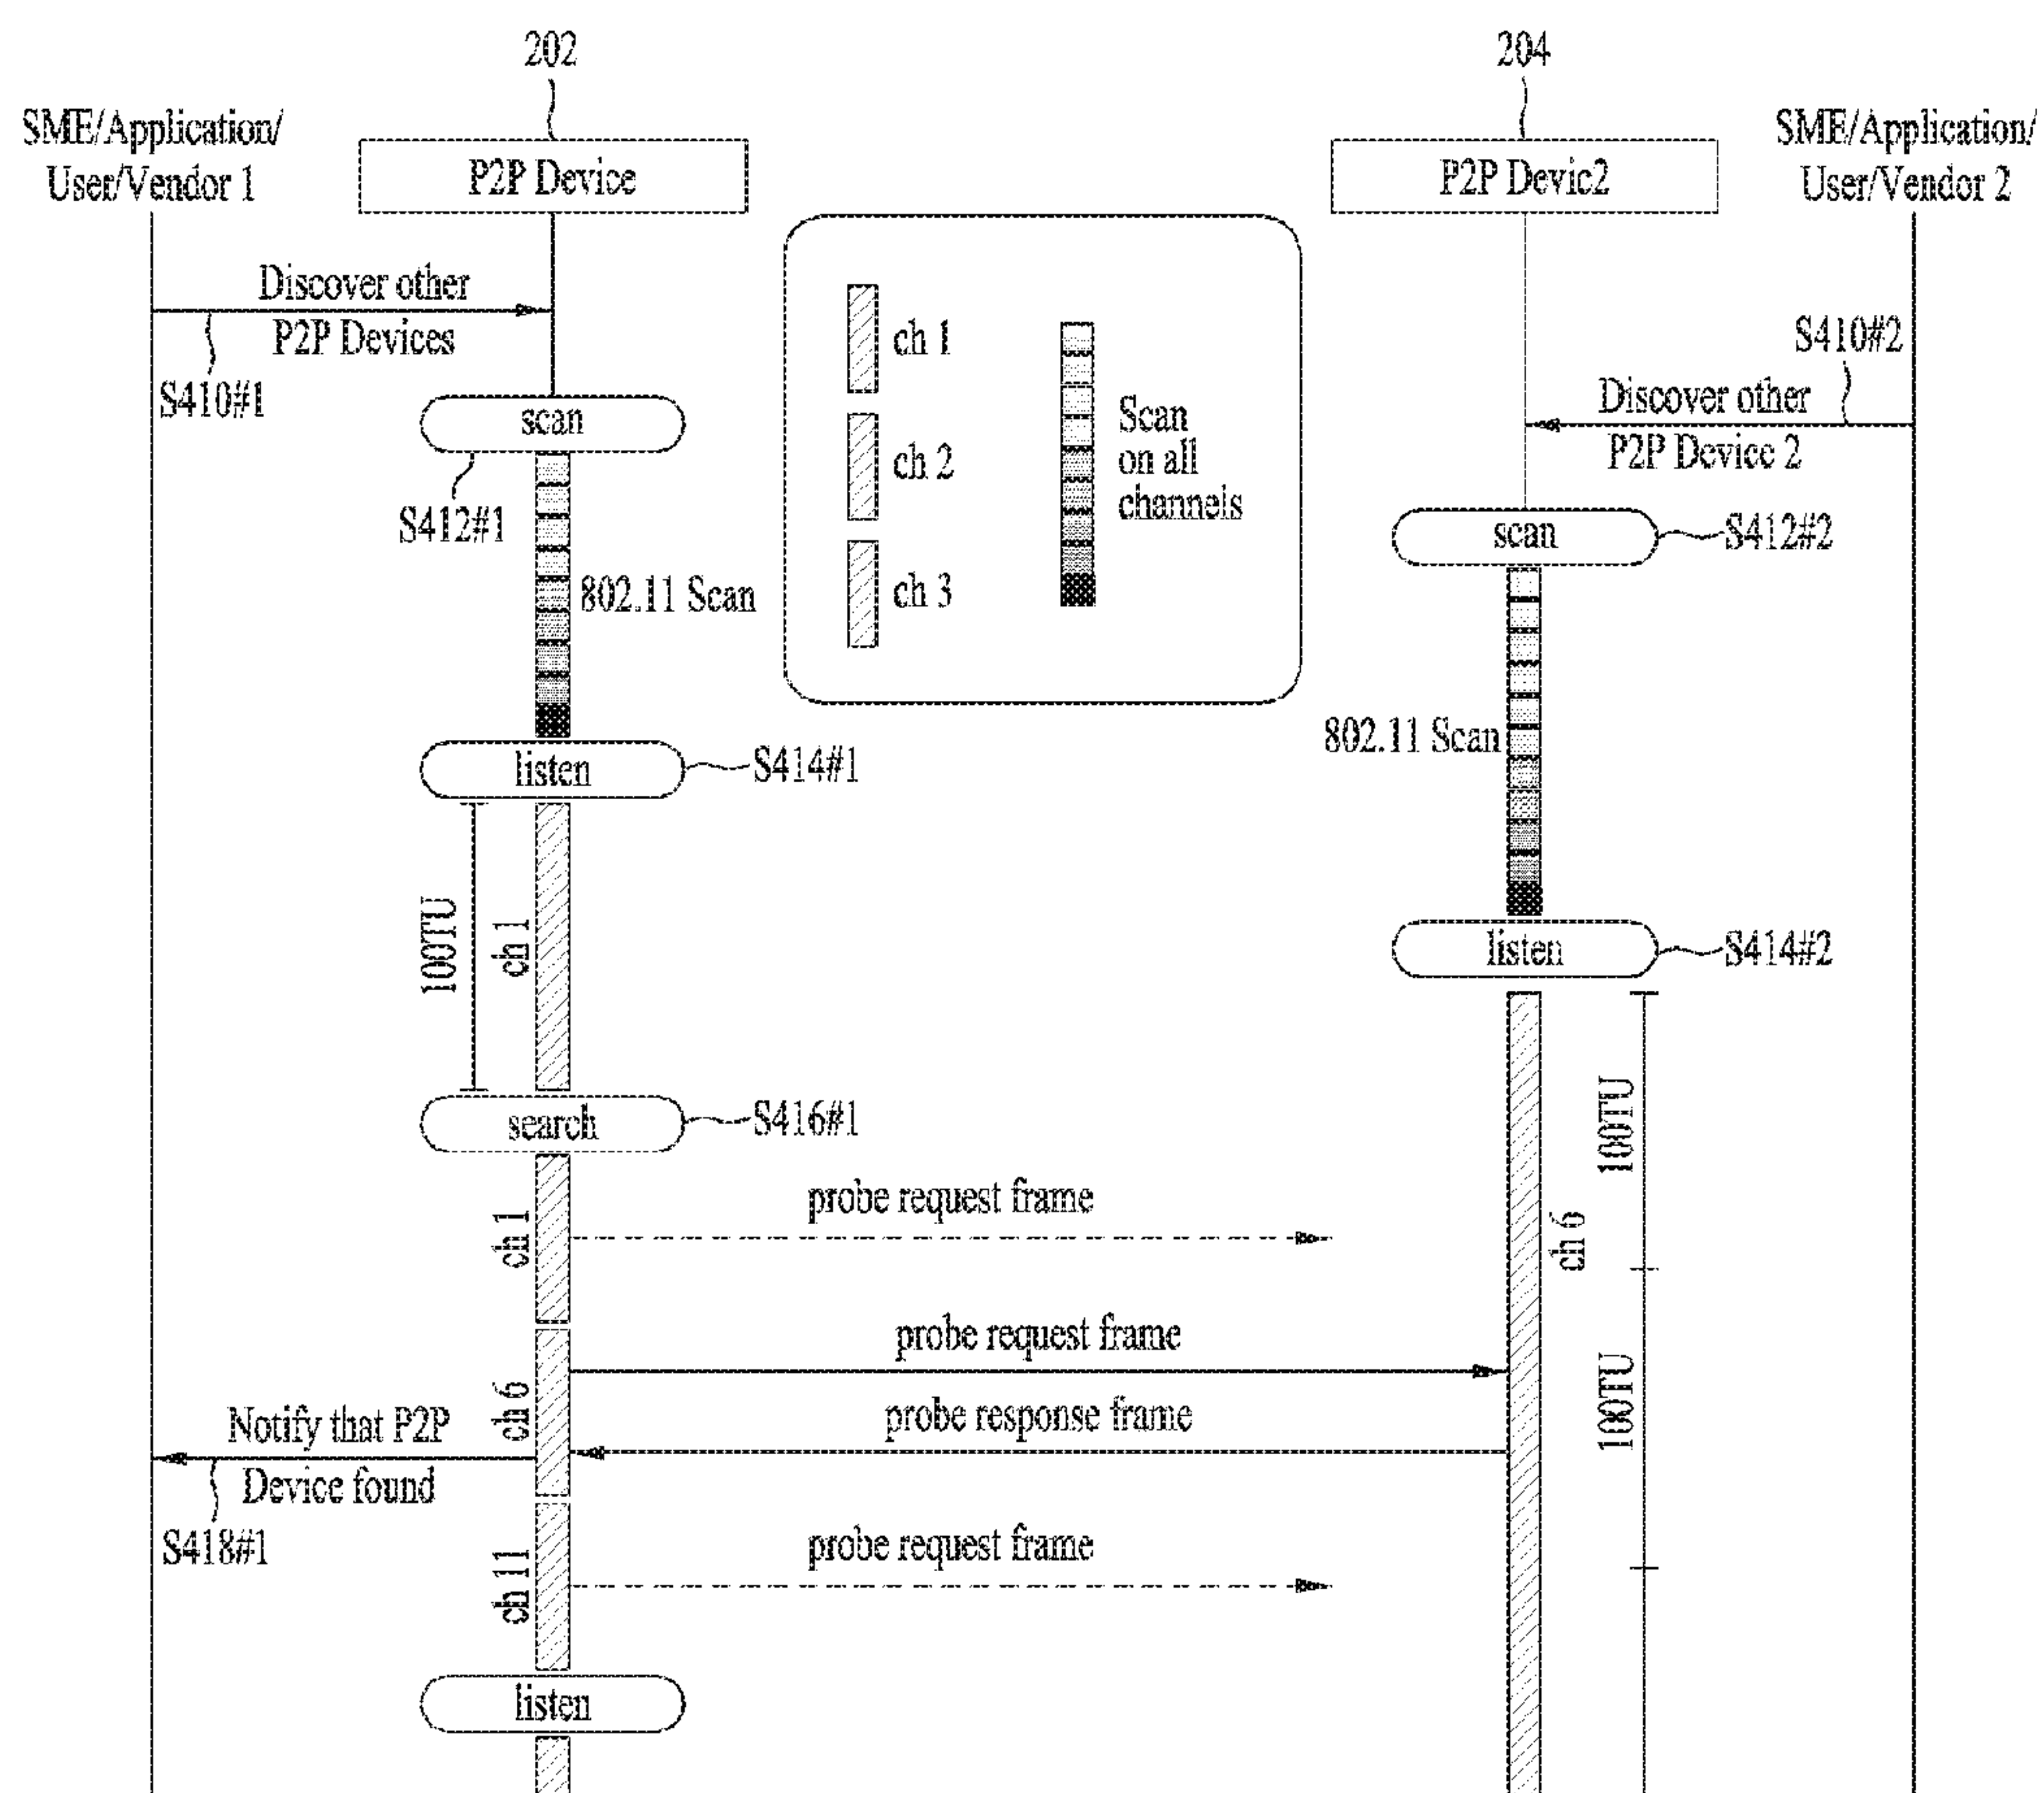 202
204
SME/Application/
User/Vendor 1
P2P Device
P2P Devic2
SME/Application/
User/Vendor 2
Discover other
P2P Devices
S410#1
ch 1
ch 2
ch 3
Scan
on all
channels
S410#2
Discover other
P2P Device 2
scan
S412#1
802.11 Scan
scan
S412#2
802.11 Scan
listen
S414#1
100TU
ch 1
listen
S414#2
search
S416#1
100TU
ch 1
probe request frame
ch 6
probe request frame
ch 6
probe response frame
100TU
Notify that P2P
Device found
S418#1
ch 11
probe request frame
listen